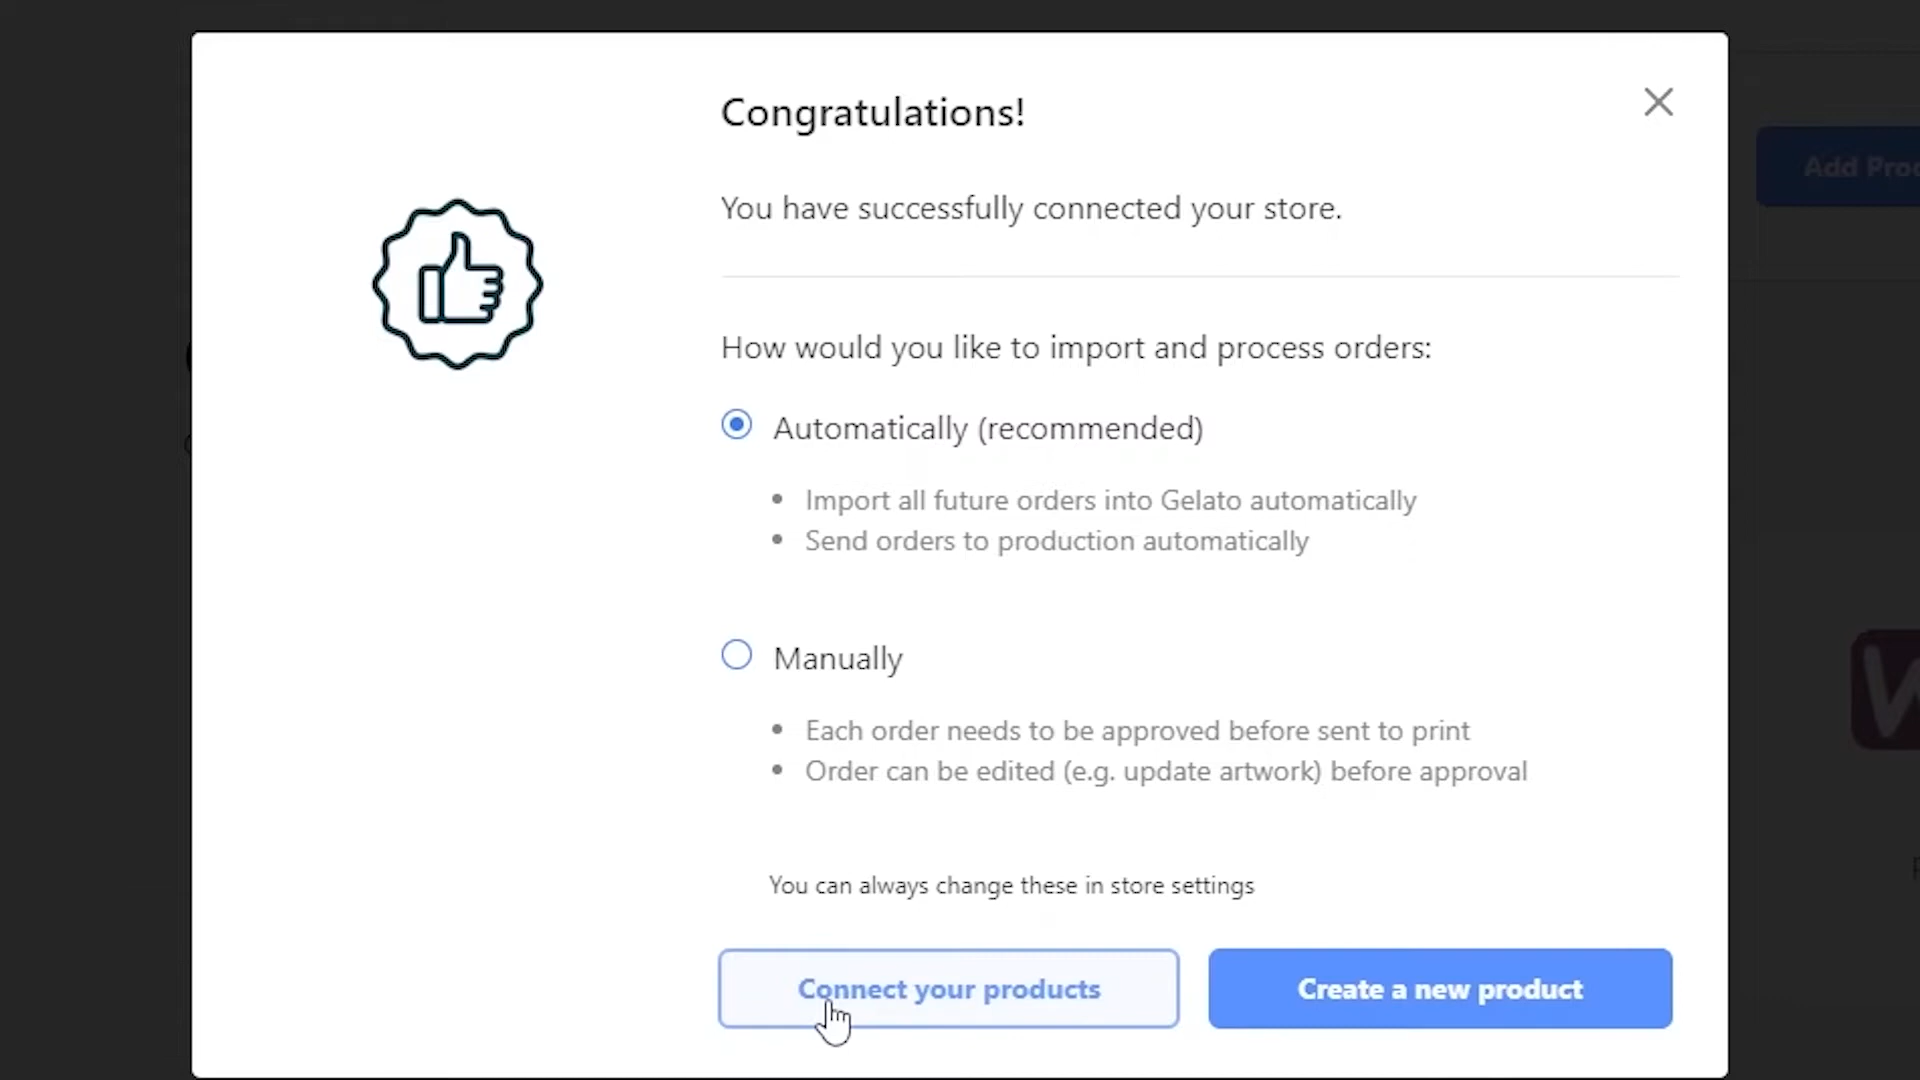 Congratulations!
Add
You have successfully connected your store.
How would you like to import and process orders:
Automatically (recommended)
• Import all future orders into Gelato automatically
• Send orders to production automatically
Manually
• Each order needs to be approved before sent to print
• Order can be edited (e.g. update artwork) before approval
You can always change these in store settings
Connect your products
Create a new product